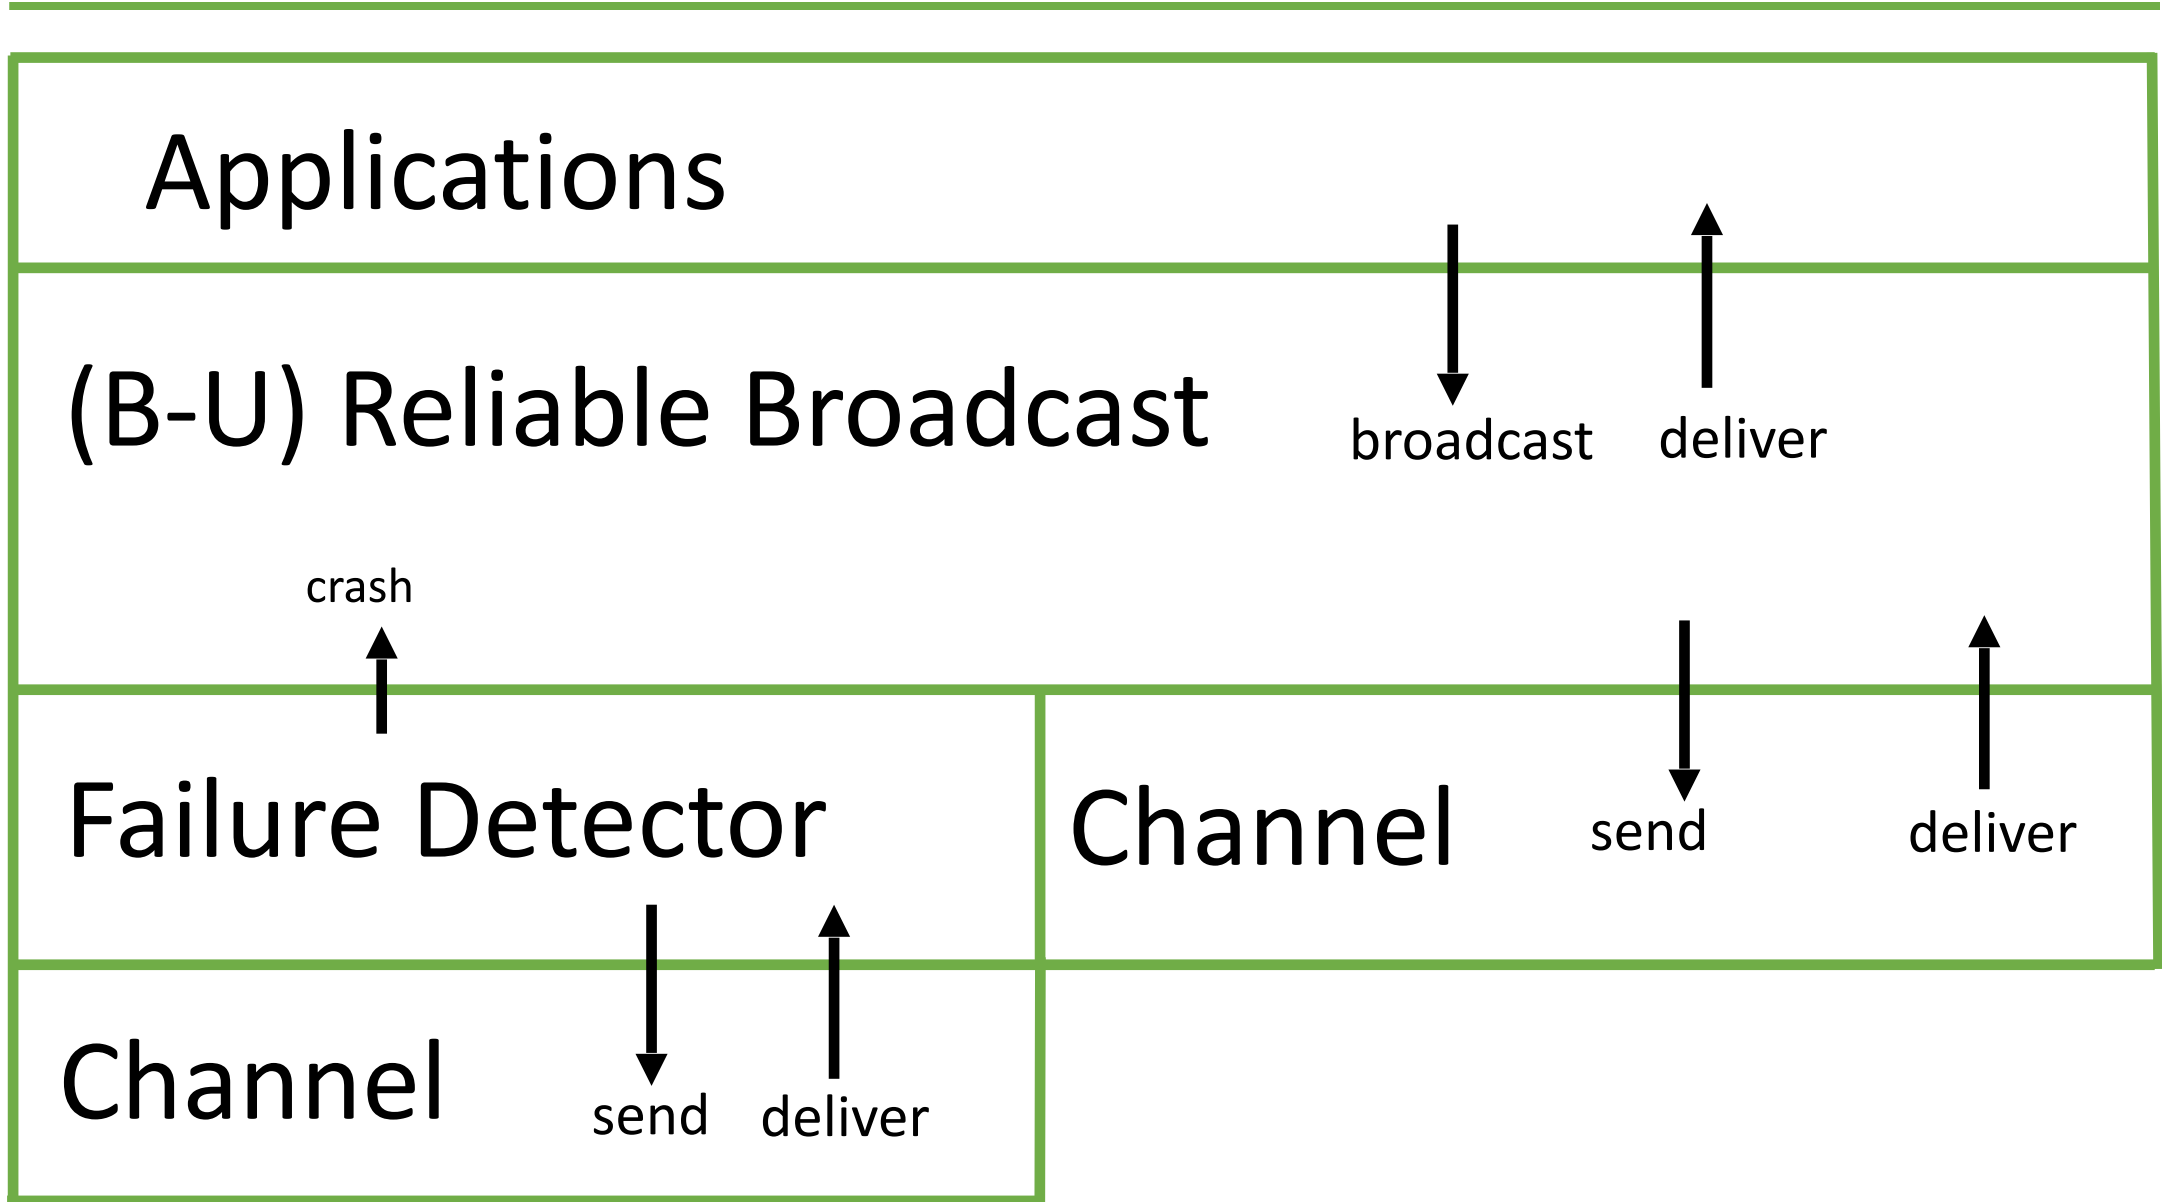 Applications
(B-U) Reliable Broadcast
broadcast deliver
crash
Failure Detector
Channel
send deliver
Channel
send deliver